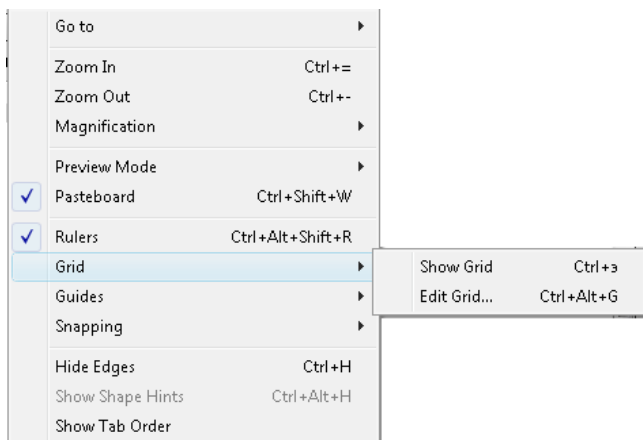 Go to
Zoom In Ctrl+=
Zoom Out Ctrl+-
Magnification
Preview Mode
Pasteboard Ctrl+Shift+W
Rulers Ctrl+Alt+Shift+R
Grid
Show Grid Ctrl+э
Guides
Edit Grid... Ctrl+Alt+G
Snapping
Hide Edges Ctrl+H
Show Shape Hints Ctrl+Alt+H
Show Tab Order